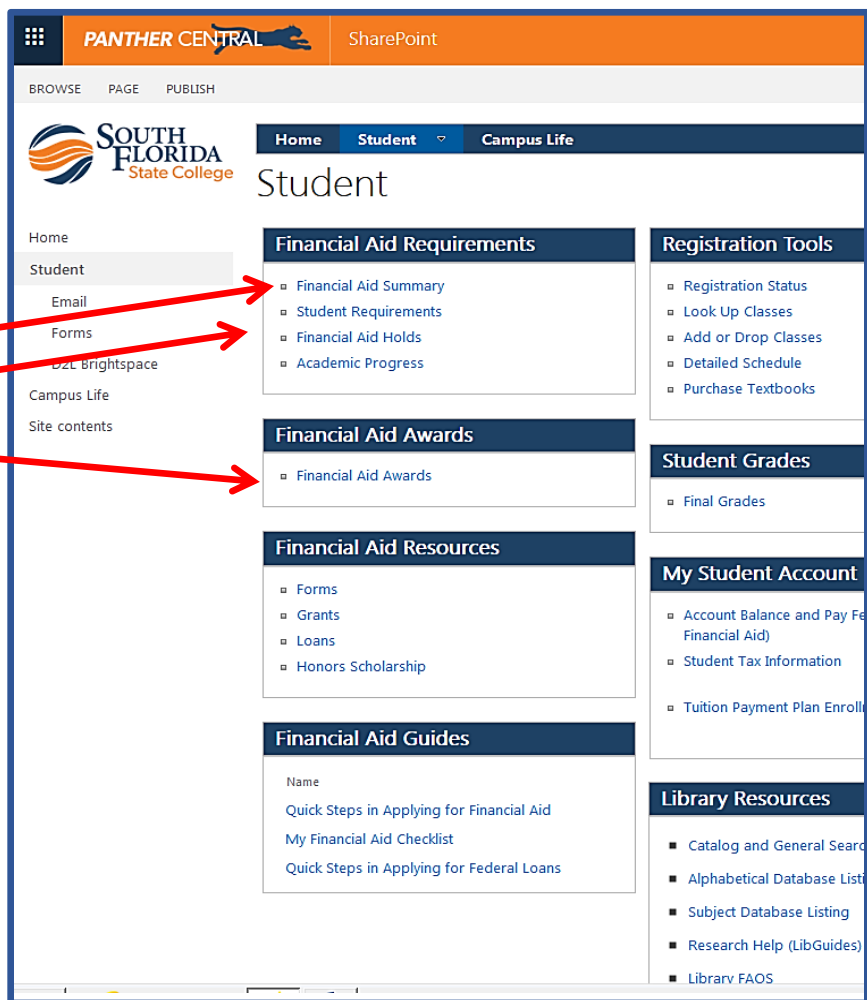 PANTHER CENTRAL
SharePoint
BROWSE PAGE PUBLISH
SOUTH
FLORIDA
State College
Home Student Campus Life
Student
Home
Student
Email
Forms
D2L Brightspace
Campus Life
Site contents
Financial Aid Requirements
Financial Aid Summary
Student Requirements
Financial Aid Holds
Academic Progress
Financial Aid Awards
Financial Aid Awards
Financial Aid Resources
Forms
Grants
Loans
Honors Scholarship
Financial Aid Guides
Name
Quick Steps in Applying for Financial Aid
My Financial Aid Checklist
Quick Steps in Applying for Federal Loans
Registration Tools
Registration Status
Look Up Classes
Add or Drop Classes
Detailed Schedule
Purchase Textbooks
Student Grades
Final Grades
My Student Account
Account Balance and Pay
Financial Aid)
Student Tax Information
Tuition Payment Plan
Library Resources
Catalog and General
Alphabetical Database
Subject Database Listing
Research Help (LibGuides)
Library FAQS